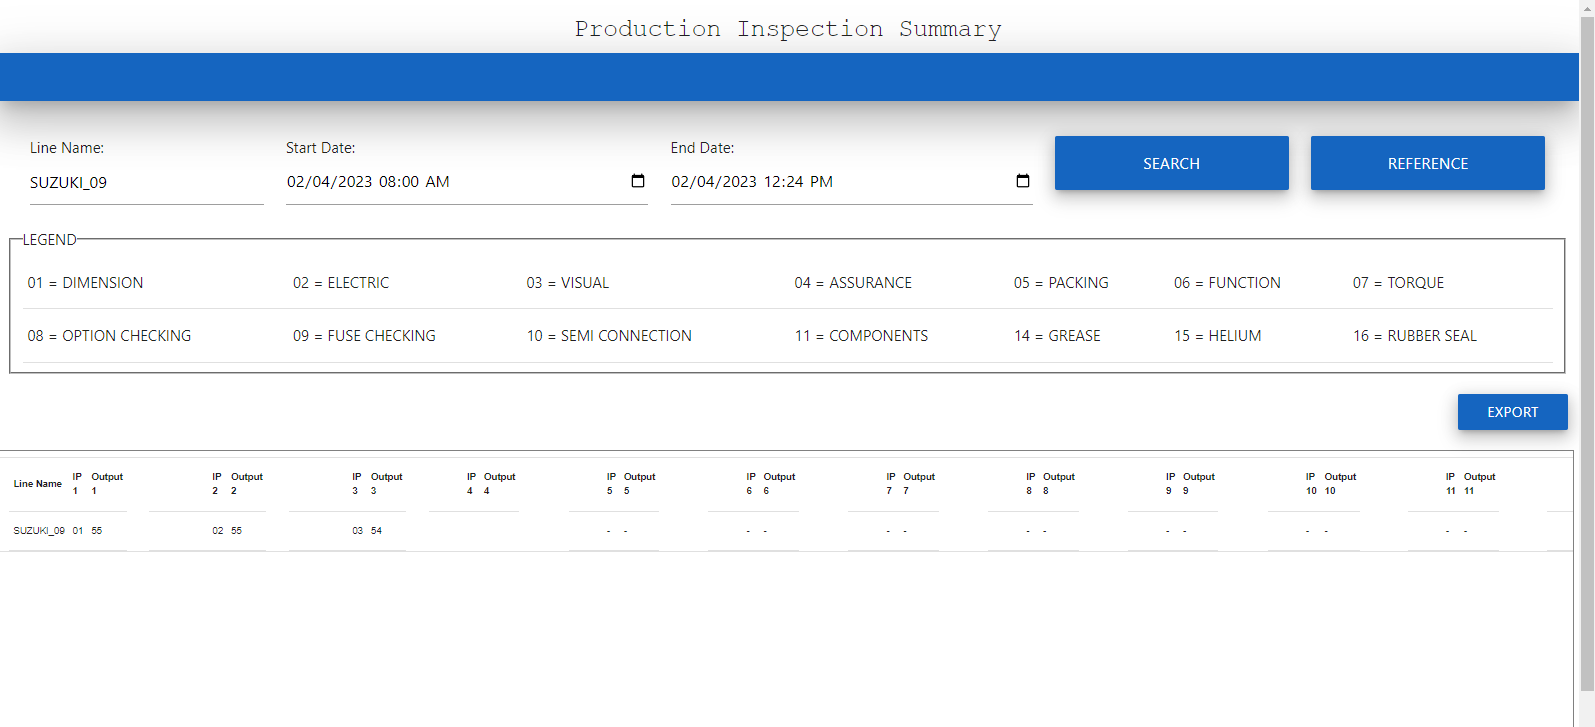 Production Inspection Summary
Line Name: Start Date: End Date:
SEARCH REFERENCE
SUZUKI_09 02/04/2023 08:00 AM 02/04/2023 12:24 PM
LEGEND
01 = DIMENSION 02 = ELECTRIC 03 = VISUAL 04 = ASSURANCE 05 = PACKING 06 = FUNCTION 07 = TORQUE
08 = OPTION CHECKING 09 = FUSE CHECKING 10 = SEMI CONNECTION 11 = COMPONENTS 14 = GREASE 15 = HELIUM 16 = RUBBER SEAL
EXPORT
Line Name IP 1 Output 1 IP 2 Output 2 IP 3 Output 3 IP 4 Output 4 IP 5 Output 5 IP 6 Output 6 IP 7 Output 7 IP 8 Output 8 IP 9 Output 9 IP 10 Output 10 IP 11 Output 11
SUZUKI_09 01 55 02 55 03 54 - - - - - - - - - - - - - -